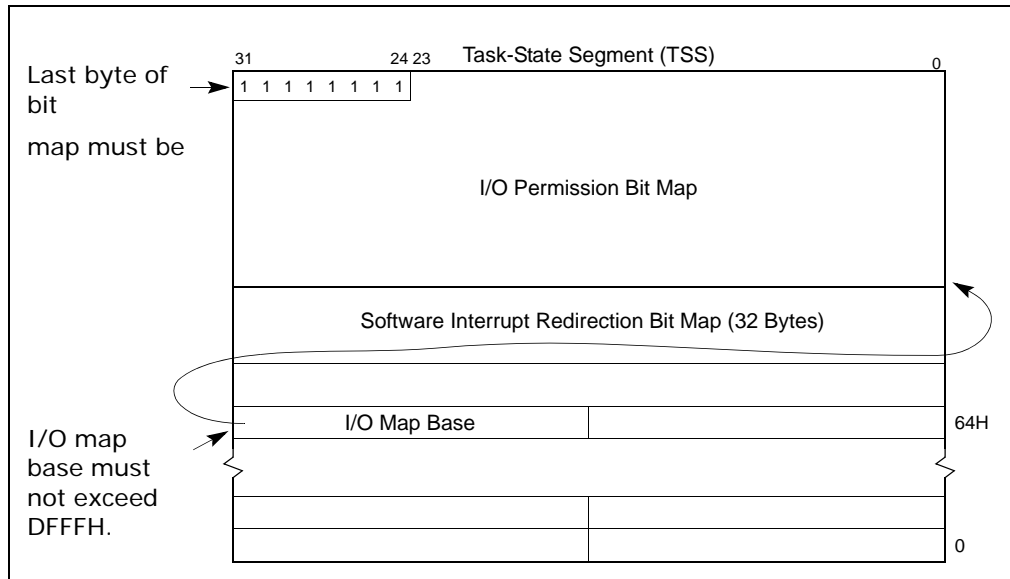 31 24 23 Task-State Segment (TSS) 0
Last byte of
bit
map must be
1 1 1 1 1 1 1 1
I/O Permission Bit Map
Software Interrupt Redirection Bit Map (32 Bytes)
I/O Map Base
64H
I/O map
base must
not exceed
DFFFH.
0